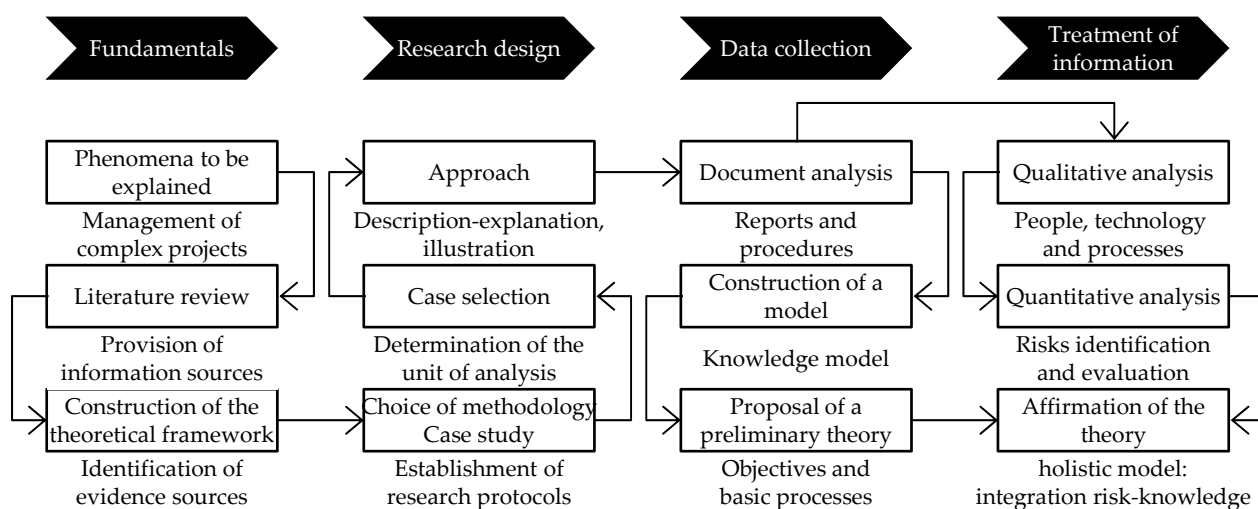 Fundamentals
Research design
Data collection
Treatment of
information
Phenomena to be
explained
Management of
complex projects
Literature review
Provision of
information sources
Construction of the
theoretical framework
Identification of
evidence sources
Approach
Description-explanation,
illustration
Case selection
Determination of the
unit of analysis
Choice of methodology
Case study
Establishment of
research protocols
Document analysis
Reports and
procedures
Construction of a
model
Knowledge model
Proposal of a
preliminary theory
Objectives and
basic processes
Qualitative analysis
People, technology
and processes
Quantitative analysis
Risks identification
and evaluation
Affirmation of the
theory
holistic model:
integration risk-knowledge